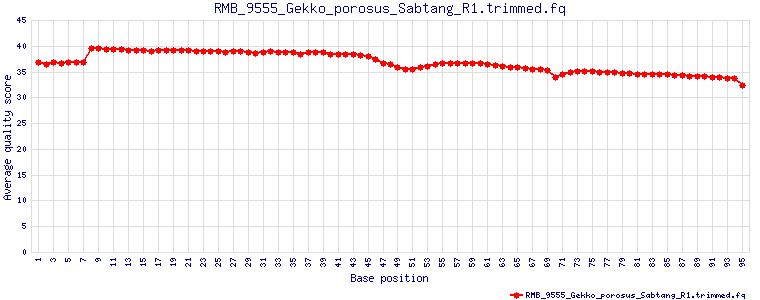 RMB_9555_Gekko_porosus_Sabtang_R1.trimmed.fq
Average quality score
45
40
35
30
25
20
15
10
5
0
1 3 5 7 9 11 13 15 17 19 21 23 25 27 29 31 33 35 37 39 41 43 45 47 49 51 53 55 57 59 61 63 65 67 69 71 73 75 77 79 81 83 85 87 89 91 93 95
Base position
RMB_9555_Gekko_porosus_Sabtang_R1.trimmed.fq